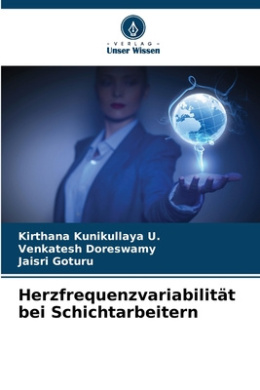 VERLAG
Unser Wissen
Kirthana Kunikullaya U.
Venkatesh Doreswamy
Jaisri Goturu
Herzfrequenzvariabilität
bei Schichtarbeitern